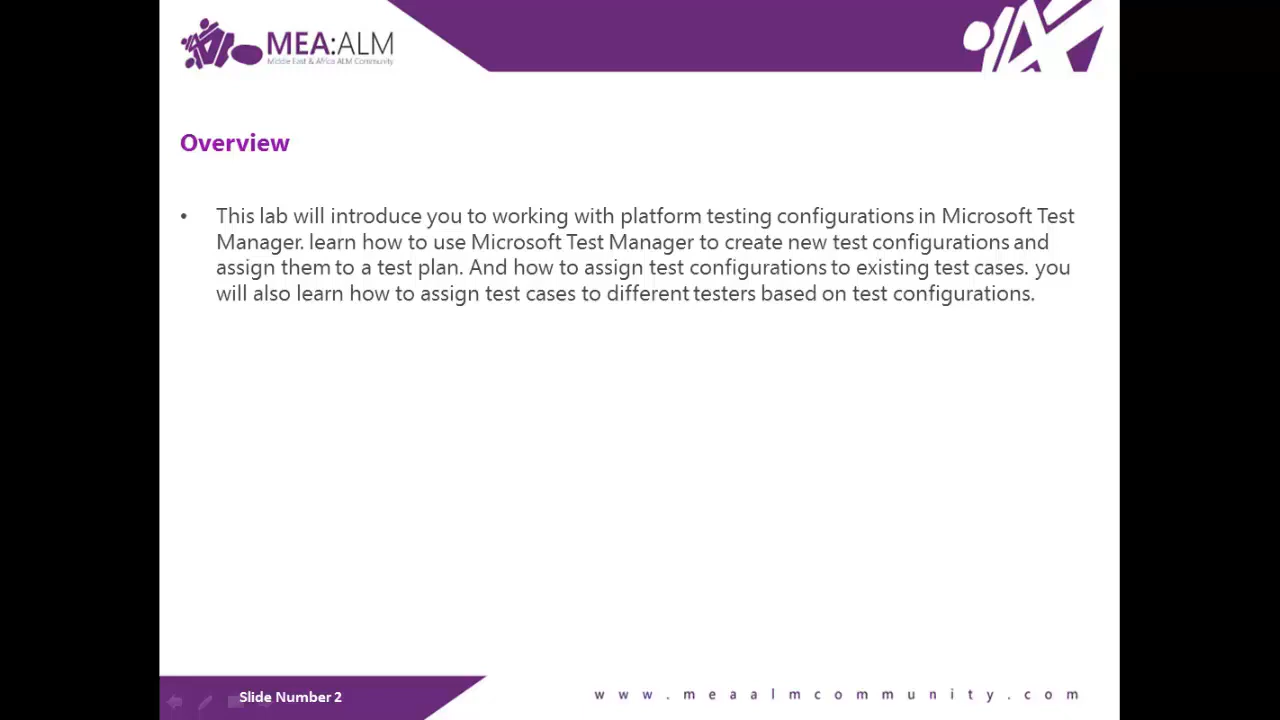 MEA:ALM
Middle East & Africa ALM Community
Overview
• This lab will introduce you to working with platform testing configurations in Microsoft Test
Manager. learn how to use Microsoft Test Manager to create new test configurations and
assign them to a test plan. And how to assign test configurations to existing test cases. you
will also learn how to assign test cases to different testers based on test configurations.
Slide Number 2
www.meaalmcommunity.com